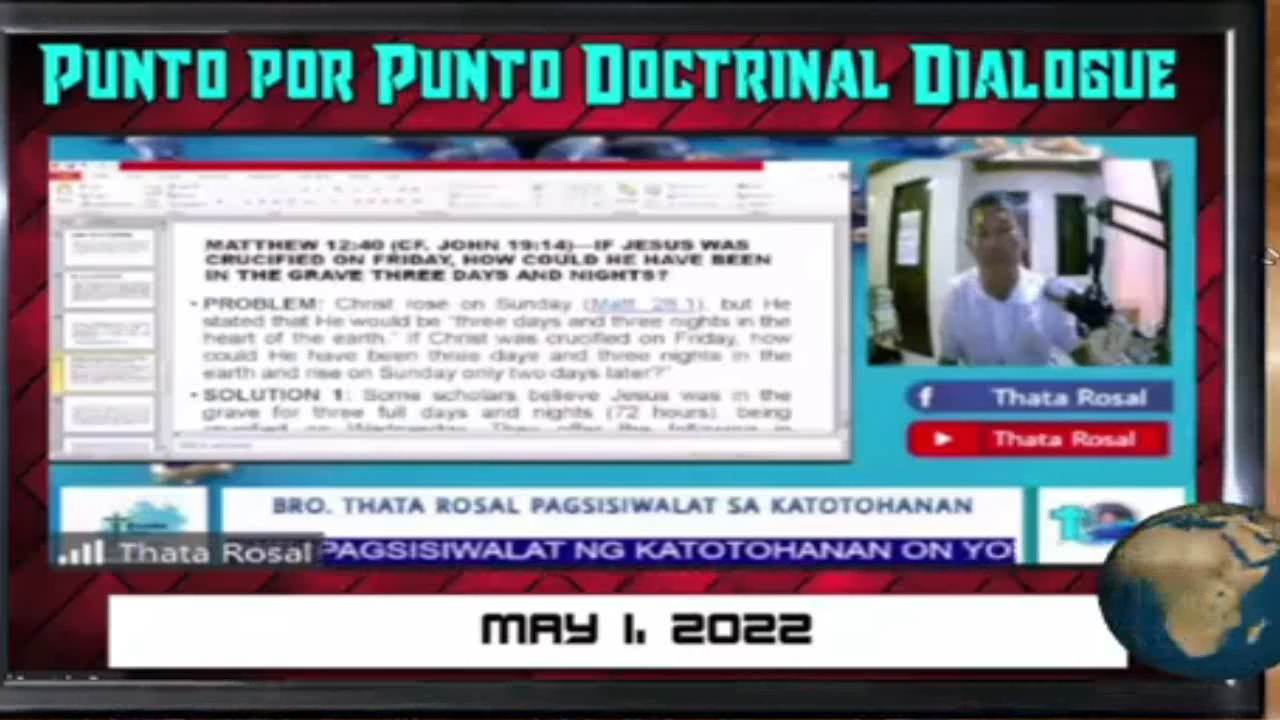 PUNTO POR PUNTO DOCTRINAL DIALOGUE
MATTHEW 12:40 (CF. JOHN 19:14)—IF JESUS WAS
CRUCIFIED ON FRIDAY, HOW COULD HE HAVE BEEN
IN THE GRAVE THREE DAYS AND NIGHTS?
• PROBLEM: Christ rose on Sunday (Matt. 28:1), but He
stated that He would be "three days and three nights in the
heart of the earth." If Christ was crucified on Friday, how
could He have been three days and three nights in the
earth and rise on Sunday only two days later?"
• SOLUTION 1: Some scholars believe Jesus was in the
grave for three full days and nights (72 hours), being
Thata Rosal
Thata Rosal
BRO. THATA ROSAL PAGSISIWALAT SA KATOTOHANAN
Thata Rosal
PAGSISIWALAT NG KATOTOHANAN ON YO
MAY 1, 2022